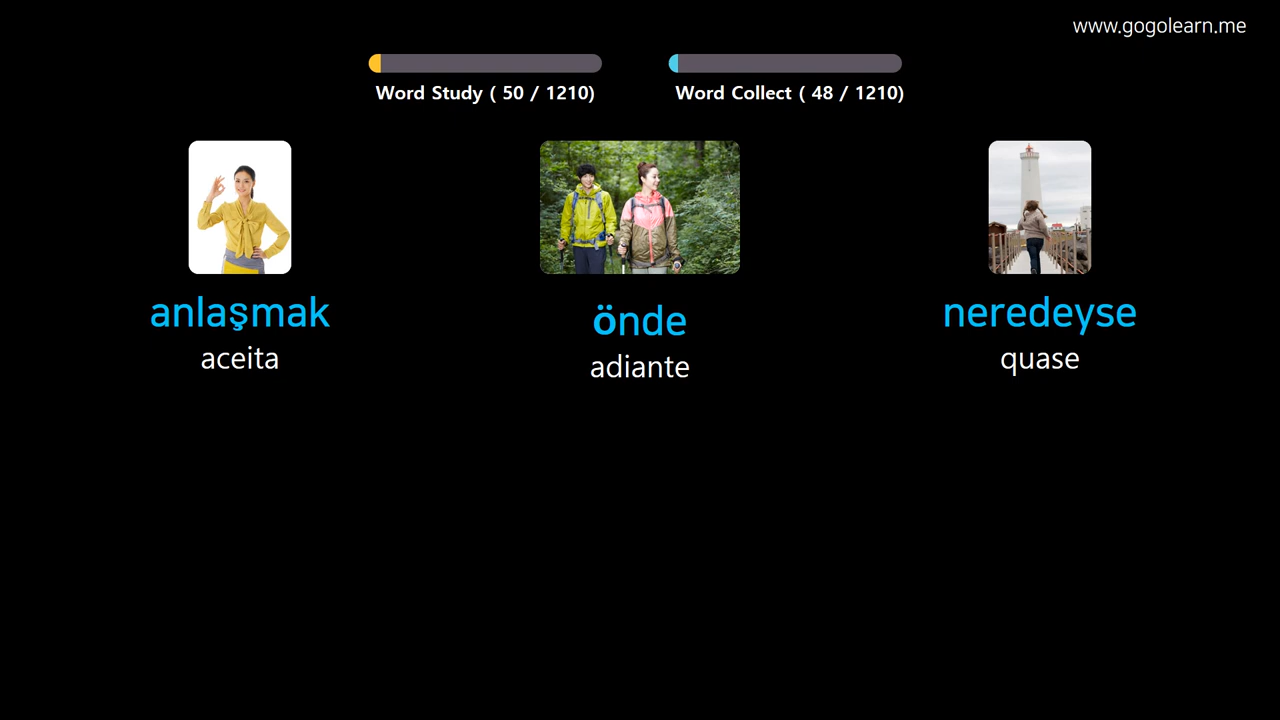 www.gogolearn.me
Word Study ( 50 / 1210)
Word Collect ( 48 / 1210)
anlaşmak
aceita
önde
adiante
neredeyse
quase